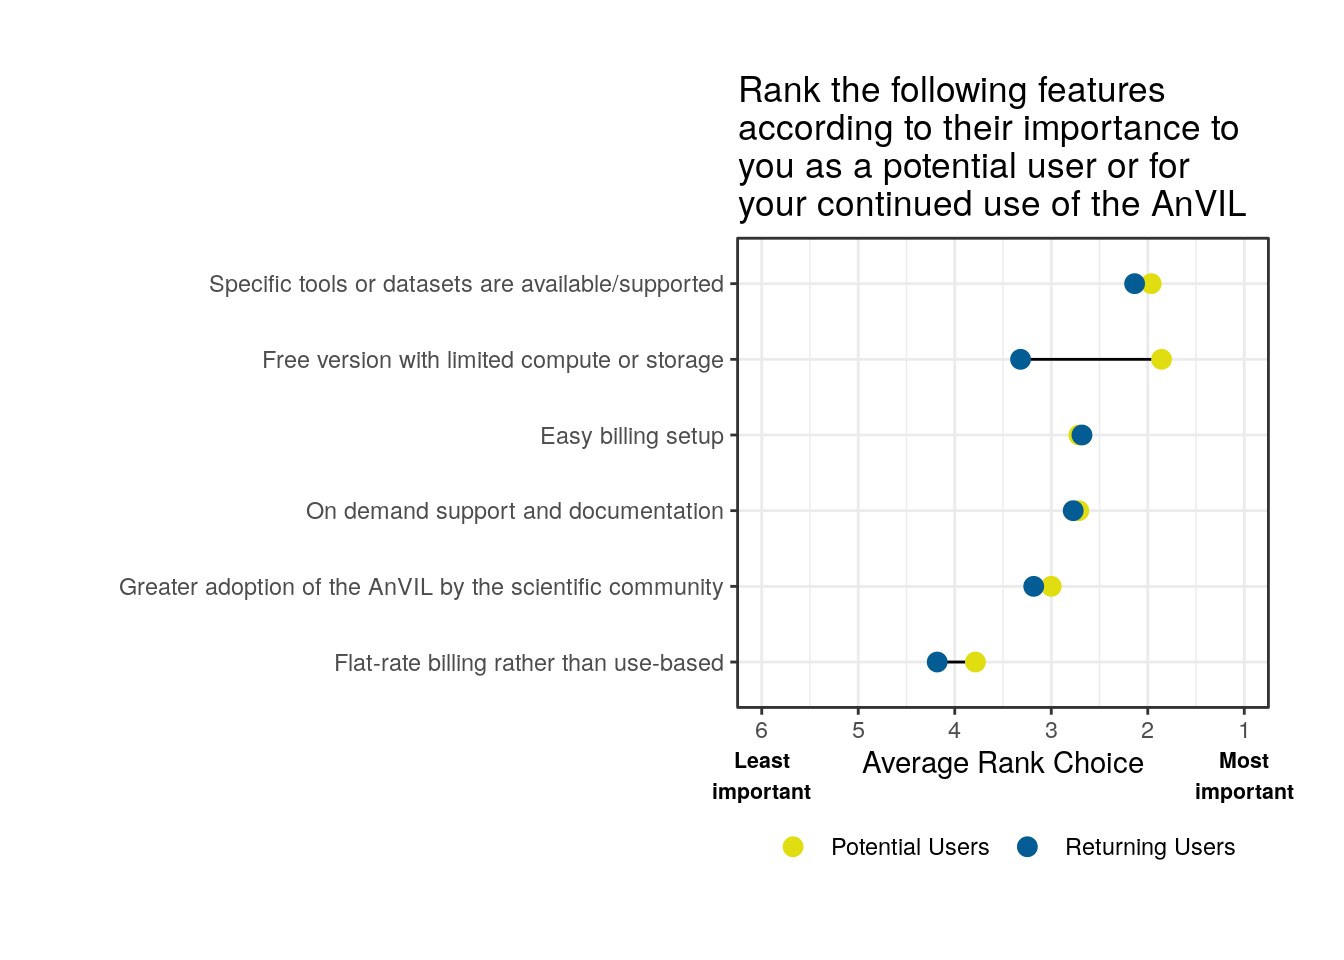 Rank the following features
according to their importance to
you as a potential user or for
your continued use of the AnVIL
Specific tools or datasets are available/supported
Free version with limited compute or storage
Easy billing setup
On demand support and documentation
Greater adoption of the AnVIL by the scientific community
Flat-rate billing rather than use-based
6 5 4 3 2 1
Least important
Average Rank Choice
Most important
Potential Users Returning Users